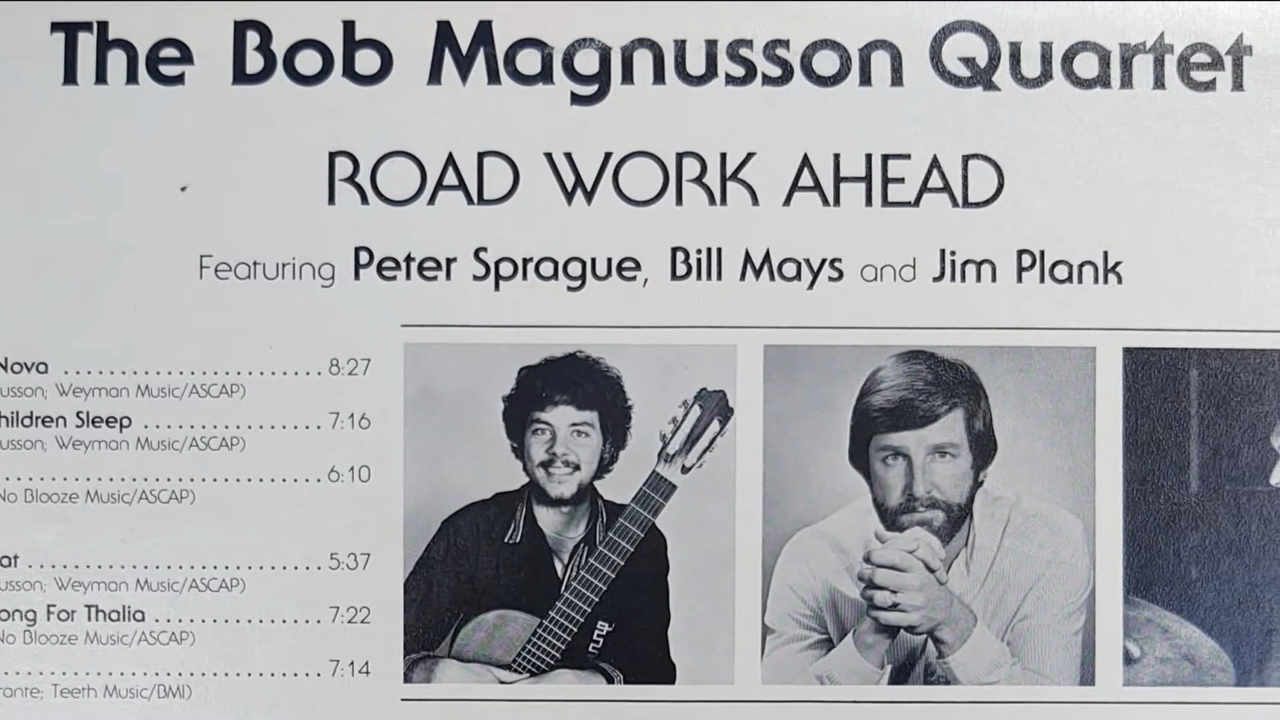 The Bob Magnusson Quartet
ROAD WORK AHEAD
Featuring Peter Sprague, Bill Mays and Jim Plank
Nova ........................ 8:27
usson; Weyman Music/ASCAP)
hildren Sleep ................ 7:16
usson; Weyman Music/ASCAP)
............................. 6:10
No Blooze Music/ASCAP)
at ........................... 5:37
usson; Weyman Music/ASCAP)
ong For Thalia ............... 7:22
No Blooze Music/ASCAP)
............................. 7:14
rante; Teeth Music/BMI)